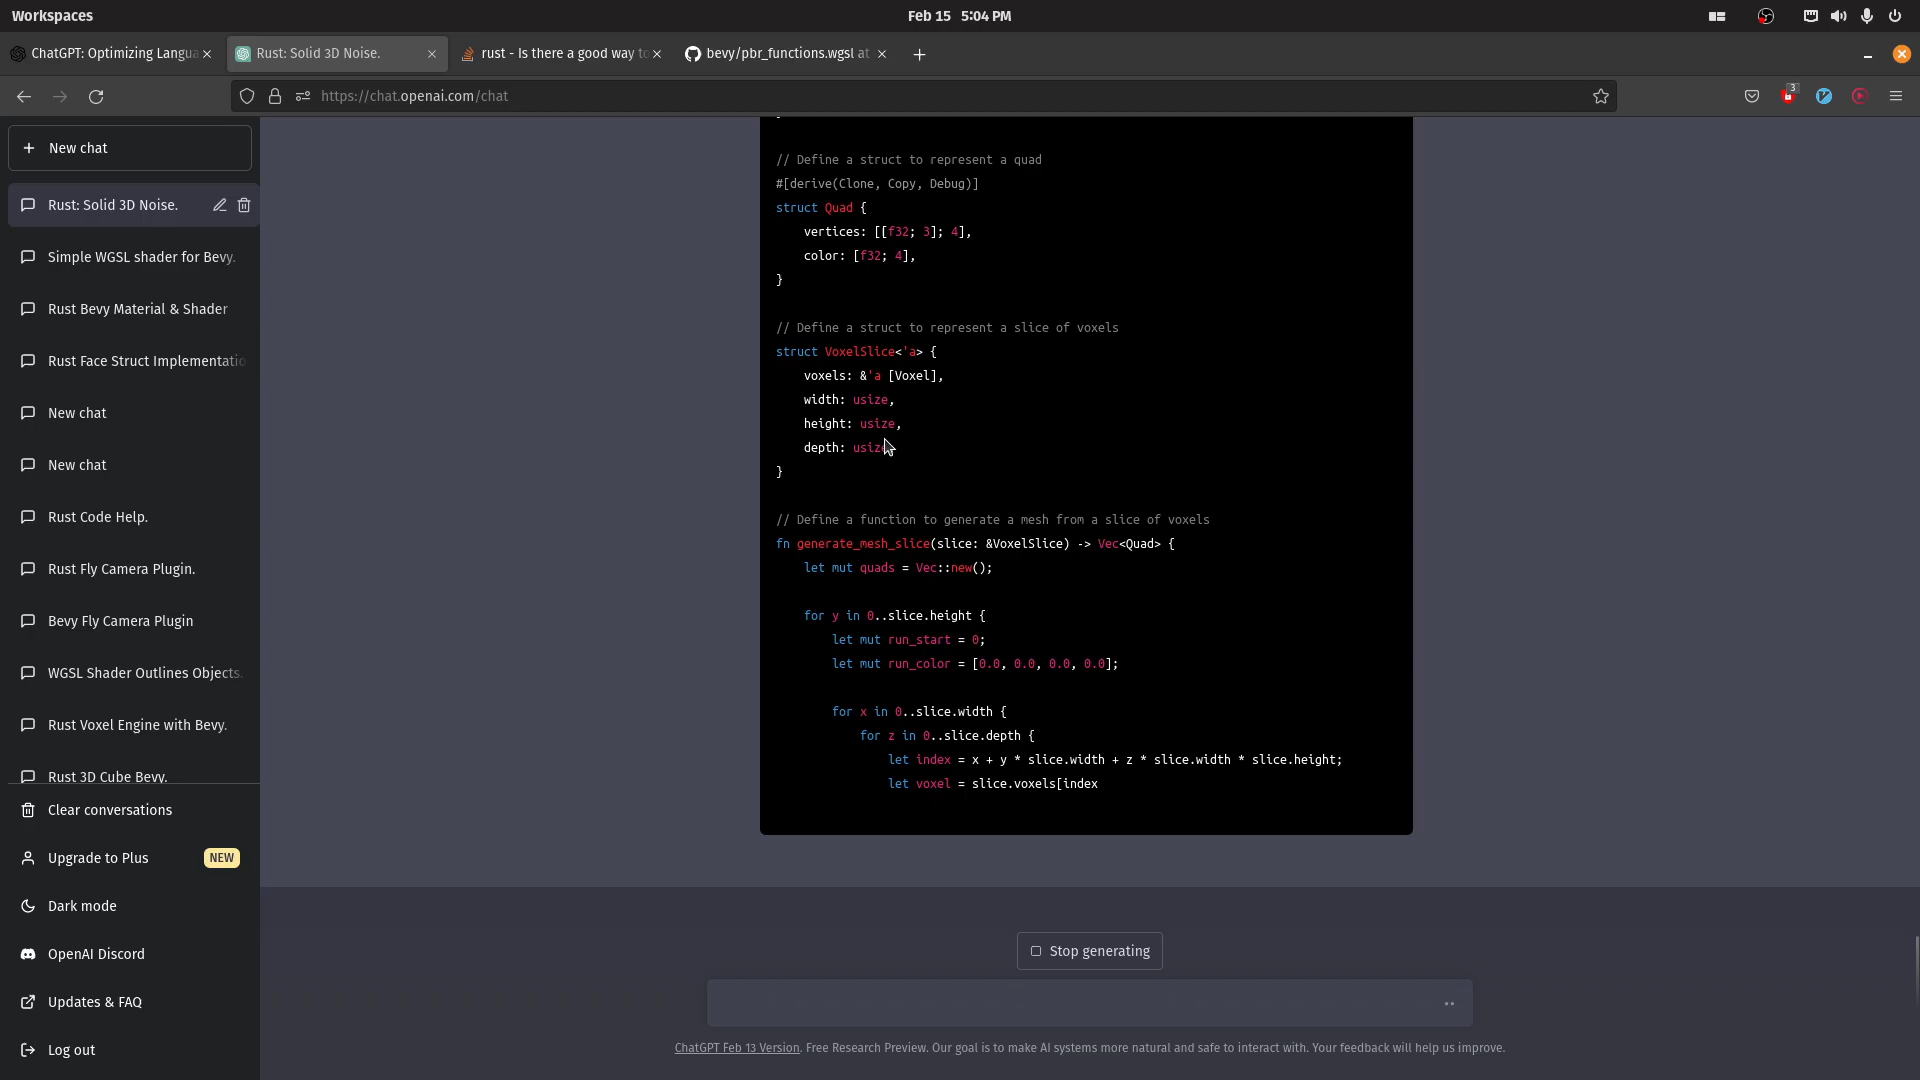 Workspaces
Feb 15 5:04 PM
ChatGPT: Optimizing Langua
Rust: Solid 3D Noise.
rust - Is there a good way to
bevy/pbr_functions.wgsl at
https://chat.openai.com/chat
3
New chat
Rust: Solid 3D Noise.
Simple WGSL shader for Bevy.
Rust Bevy Material & Shader
Rust Face Struct Implementatio
New chat
New chat
Rust Code Help.
Rust Fly Camera Plugin.
Bevy Fly Camera Plugin
WGSL Shader Outlines Objects.
Rust Voxel Engine with Bevy.
Rust 3D Cube Bevy.
Clear conversations
Upgrade to Plus NEW
Dark mode
OpenAI Discord
Updates & FAQ
Log out
// Define a struct to represent a quad
#[derive(Clone, Copy, Debug)]
struct Quad {
    vertices: [[f32; 3]; 4],
    color: [f32; 4],
}
// Define a struct to represent a slice of voxels
struct VoxelSlice<'a> {
    voxels: &'a [Voxel],
    width: usize,
    height: usize,
    depth: usize
}
// Define a function to generate a mesh from a slice of voxels
fn generate_mesh_slice(slice: &VoxelSlice) -> Vec<Quad> {
    let mut quads = Vec::new();
    for y in 0..slice.height {
        let mut run_start = 0;
        let mut run_color = [0.0, 0.0, 0.0, 0.0];
        for x in 0..slice.width {
            for z in 0..slice.depth {
                let index = x + y * slice.width + z * slice.width * slice.height;
                let voxel = slice.voxels[index
Stop generating
ChatGPT Feb 13 Version. Free Research Preview. Our goal is to make AI systems more natural and safe to interact with. Your feedback will help us improve.